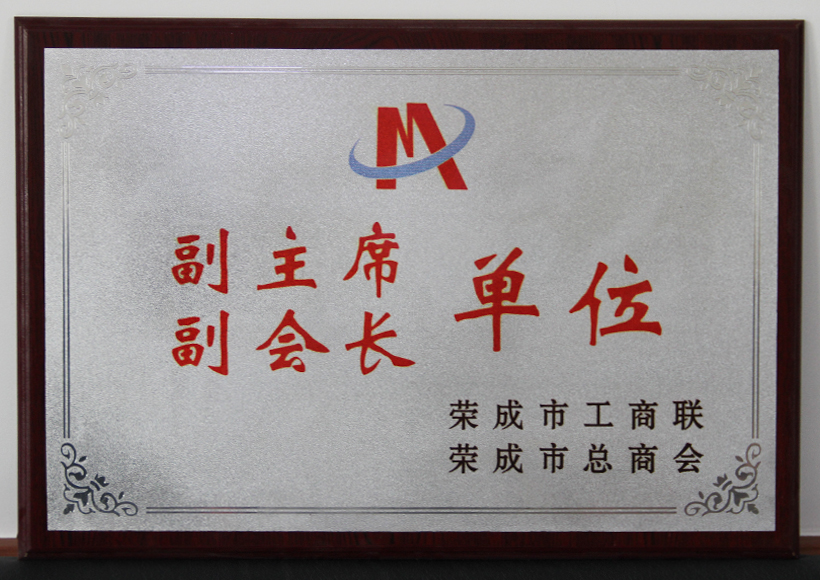 副主席
副会长
单位
荣成市工商联
荣成市总商会